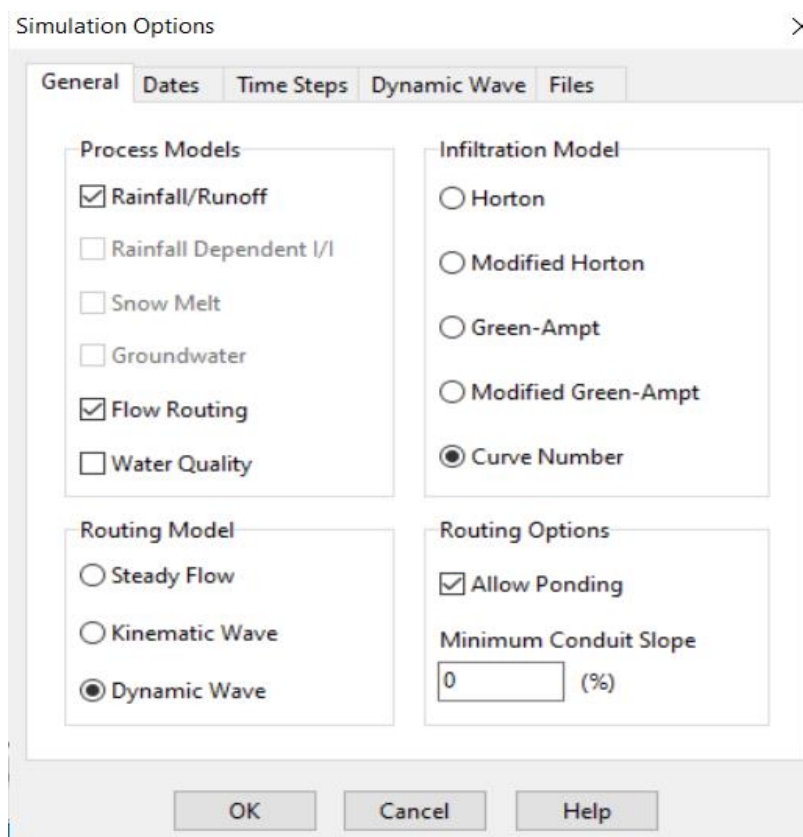 Simulation Options
General Dates Time Steps Dynamic Wave Files
Process Models
Rainfall/Runoff
Rainfall Dependent I/I
Snow Melt
Groundwater
Flow Routing
Water Quality
Infiltration Model
Horton
Modified Horton
Green-Ampt
Modified Green-Ampt
Curve Number
Routing Model
Steady Flow
Kinematic Wave
Dynamic Wave
Routing Options
Allow Ponding
Minimum Conduit Slope
0 (%)
OK Cancel Help